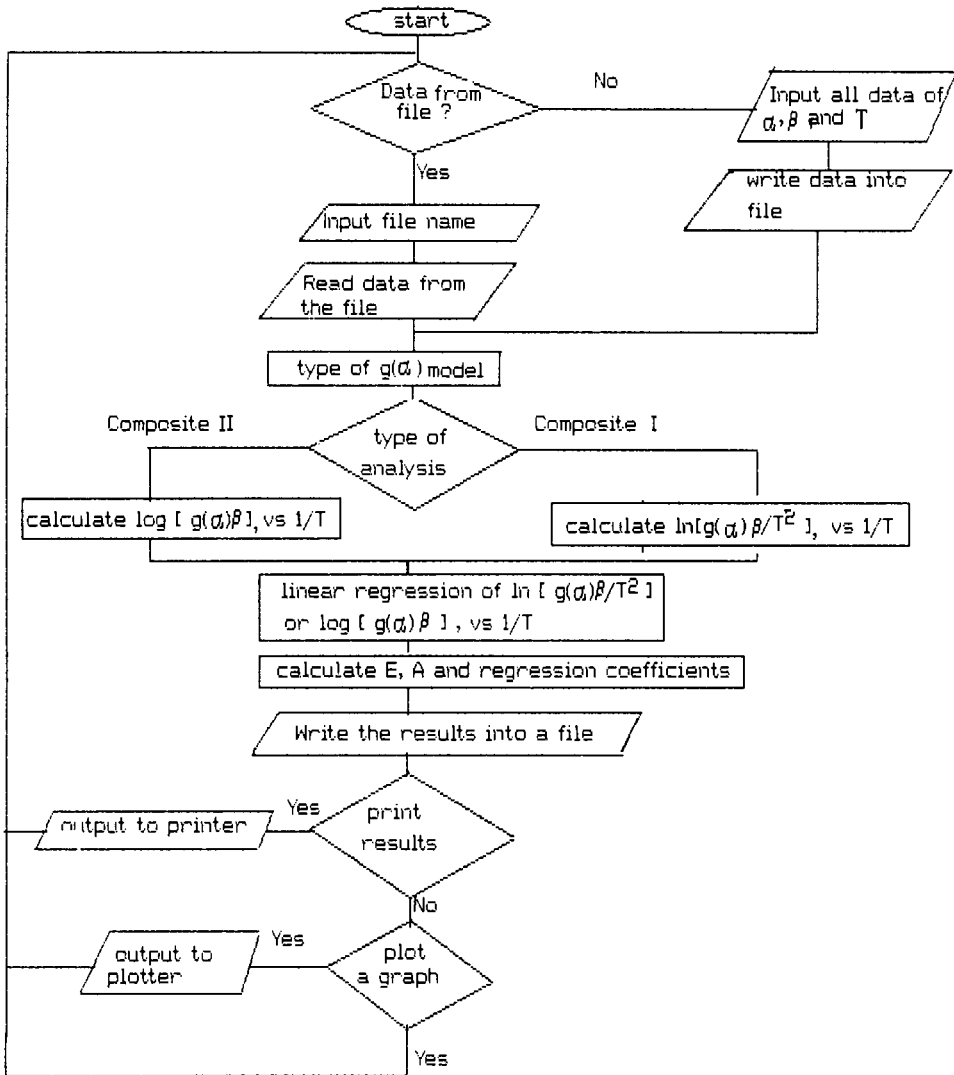 start
Data from
file ?
No
Input all data of
α, β and T
Yes
write data into
file
Input file name
Read data from
the file
type of g(α) model
Composite II
type of
analysis
Composite I
calculate log [ g(α)β], vs 1/T
calculate ln[g(α) β/T² ], vs 1/T
linear regression of ln [ g(α)β/T² ]
or log [ g(α) β ] , vs 1/T
calculate E, A and regression coefficients
Write the results into a file
output to printer
Yes
print
results
No
output to
plotter
Yes
plot
a graph
Yes